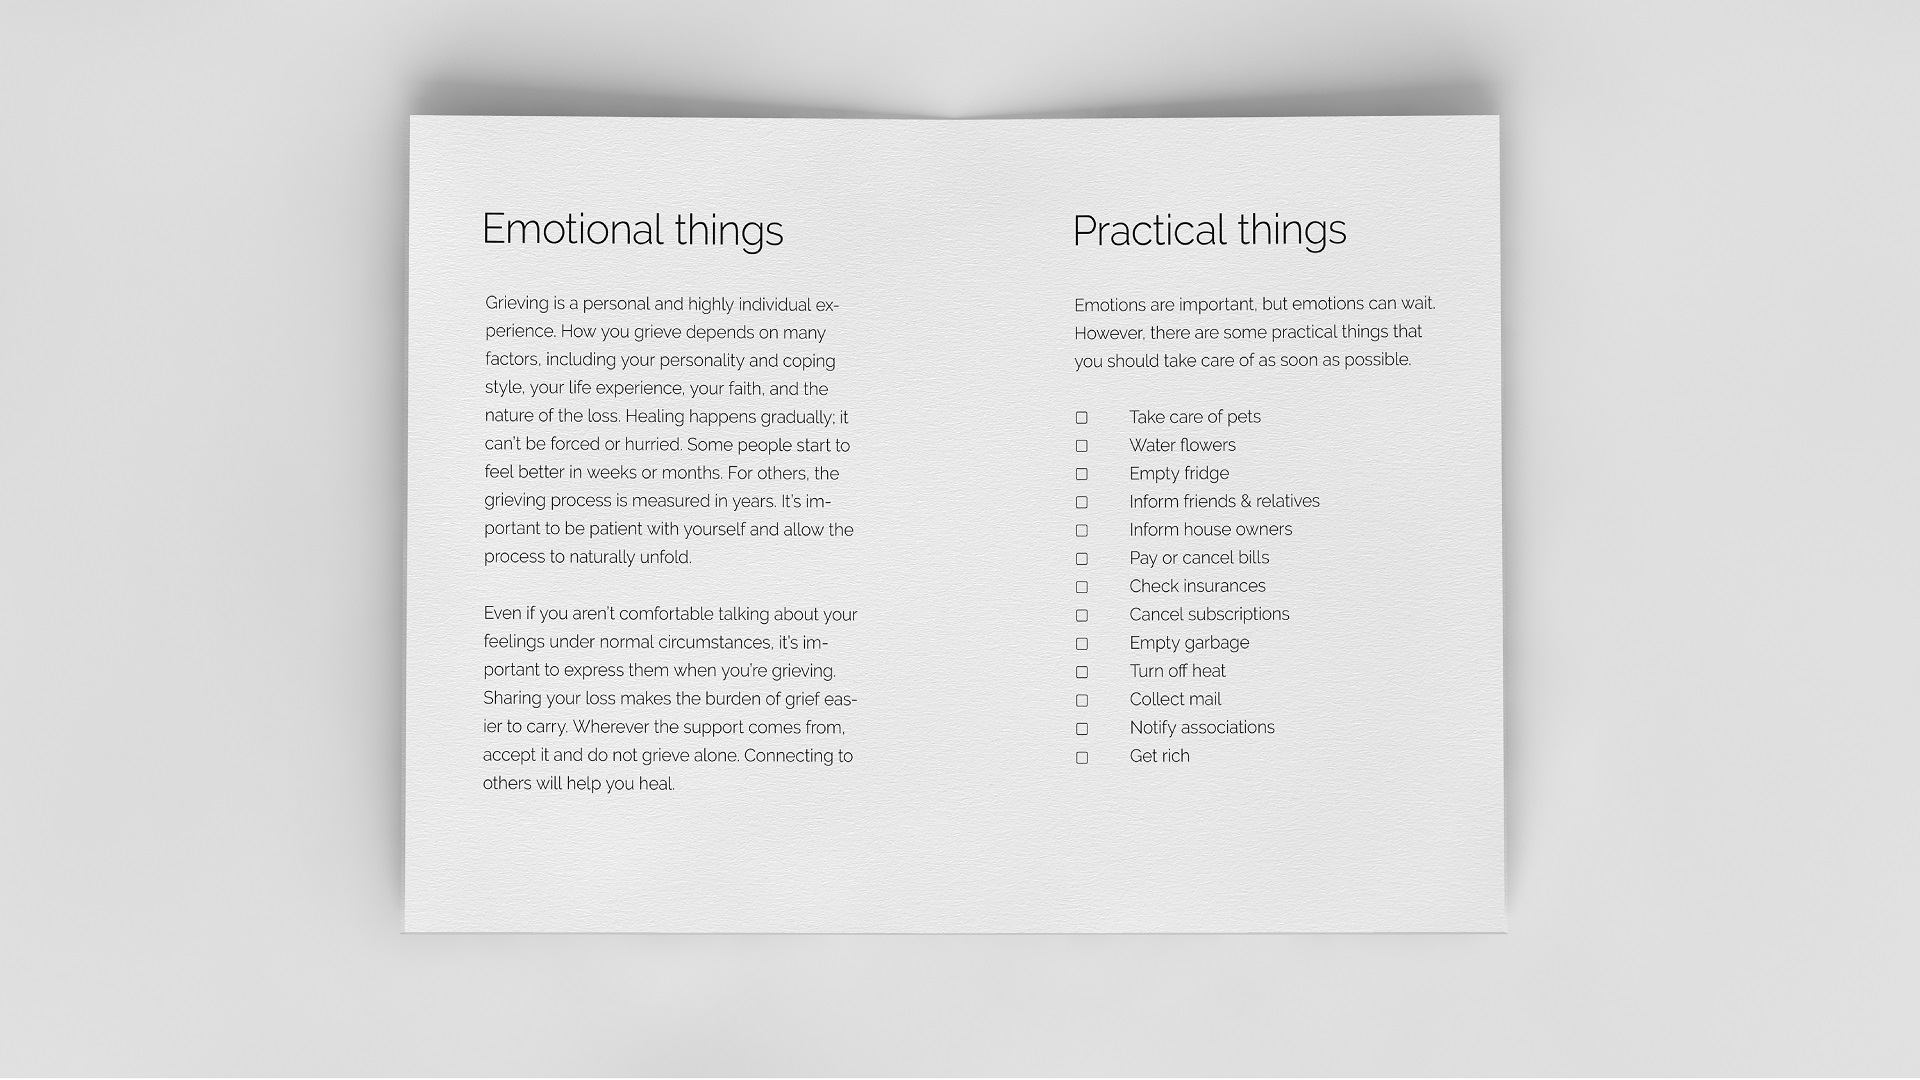 Emotional things
Grieving is a personal and highly individual ex-
perience. How you grieve depends on many
factors, including your personality and coping
style, your life experience, your faith, and the
nature of the loss. Healing happens gradually; it
can't be forced or hurried. Some people start to
feel better in weeks or months. For others, the
grieving process is measured in years. It's im-
portant to be patient with yourself and allow the
process to naturally unfold.
Even if you aren't comfortable talking about your
feelings under normal circumstances, it's im-
portant to express them when you're grieving.
Sharing your loss makes the burden of grief eas-
ier to carry. Wherever the support comes from,
accept it and do not grieve alone. Connecting to
others will help you heal.
Practical things
Emotions are important, but emotions can wait.
However, there are some practical things that
you should take care of as soon as possible.
Take care of pets
Water flowers
Empty fridge
Inform friends & relatives
Inform house owners
Pay or cancel bills
Check insurances
Cancel subscriptions
Empty garbage
Turn off heat
Collect mail
Notify associations
Get rich